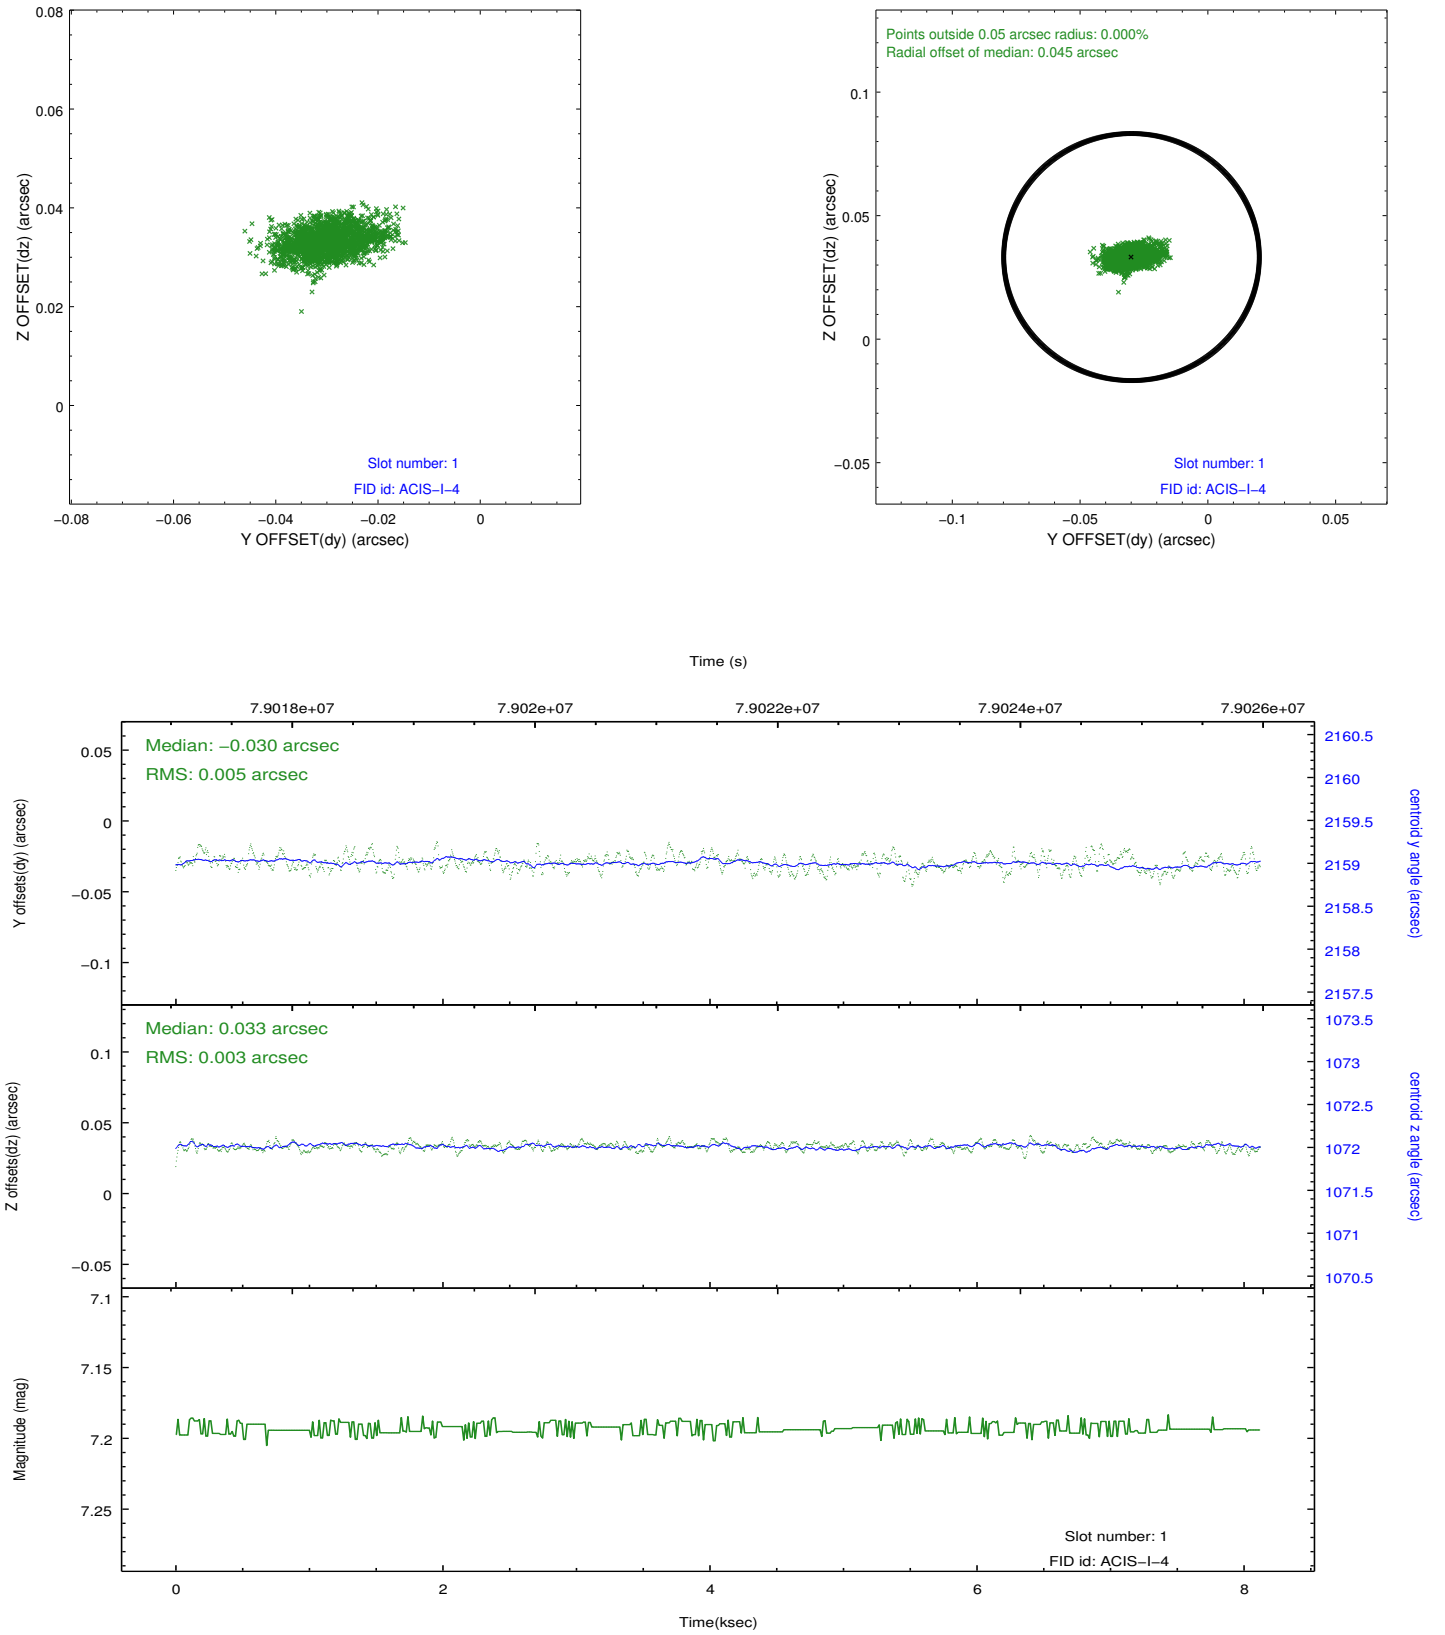 0.08
0.06
0.04
0.02
0
Z OFFSET(dz) (arcsec)
Slot number: 1
FID id: ACIS−I−4
−0.08 −0.06 −0.04 −0.02 0
Y OFFSET(dy) (arcsec)
Points outside 0.05 arcsec radius: 0.000%
Radial offset of median: 0.045 arcsec
0.1
0.05
0
−0.05
Z OFFSET(dz) (arcsec)
Slot number: 1
FID id: ACIS−I−4
−0.1 −0.05 0 0.05
Y OFFSET(dy) (arcsec)
Time (s)
7.9018e+07 7.902e+07 7.9022e+07 7.9024e+07 7.9026e+07
Median: −0.030 arcsec
RMS: 0.005 arcsec
0.05
0
−0.05
−0.1
Y offsets(dy) (arcsec)
2160.5
2160
2159.5
2159
2158.5
2158
2157.5
centroid y angle (arcsec)
Median: 0.033 arcsec
RMS: 0.003 arcsec
0.1
0.05
0
−0.05
Z offsets(dz) (arcsec)
1073.5
1073
1072.5
1072
1071.5
1071
1070.5
centroid z angle (arcsec)
7.1
7.15
7.2
7.25
Magnitude (mag)
Slot number: 1
FID id: ACIS−I−4
0 2 4 6 8
Time(ksec)